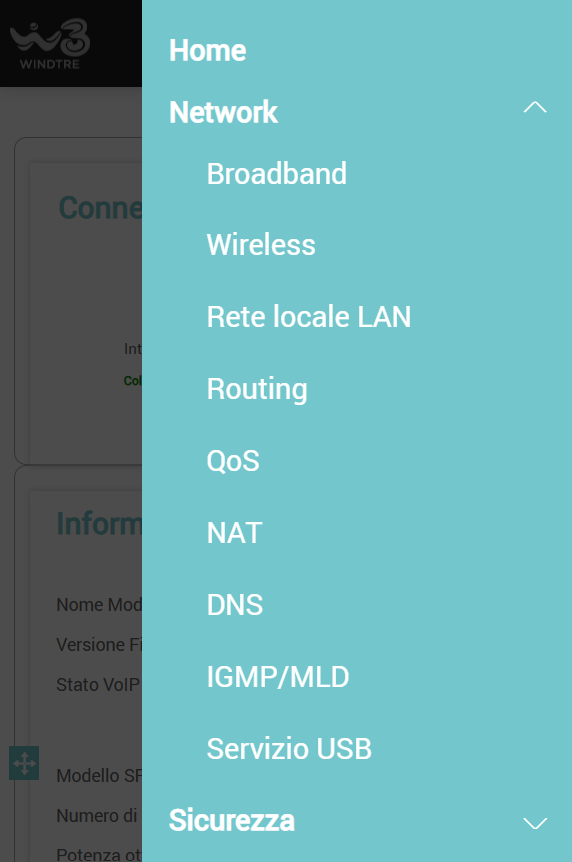 WINDTRE
Home
Network
Broadband
Wireless
Rete locale LAN
Routing
QoS
NAT
DNS
IGMP/MLD
Servizio USB
Sicurezza
Conne
Int
Col
Inform
Nome Mod
Versione Fi
Stato VoIP
Modello SF
Numero di
Potenza ot